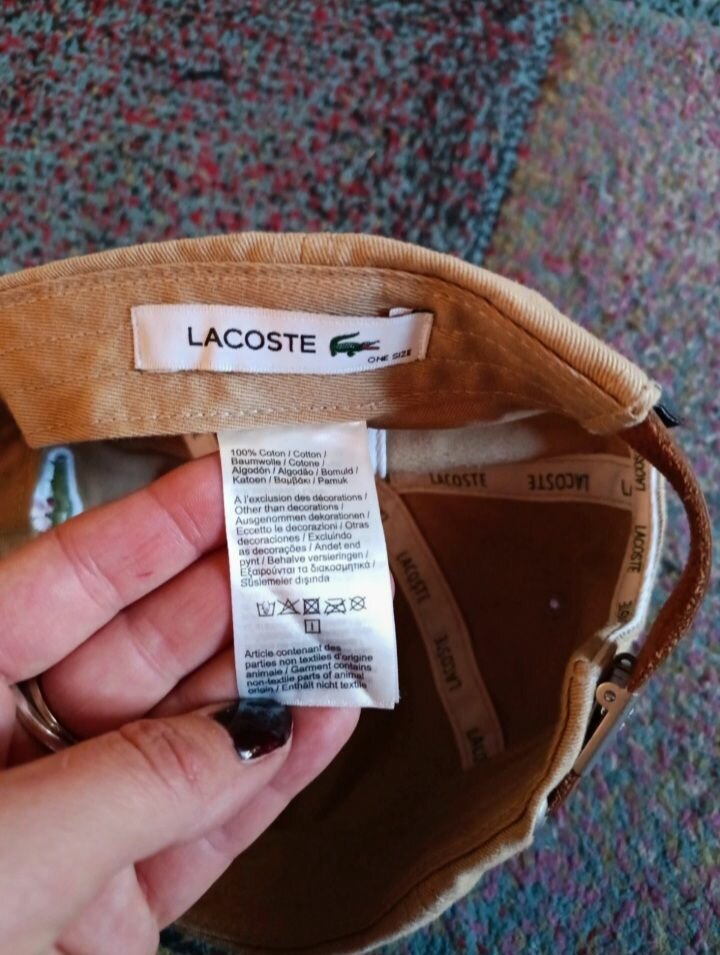 LACOSTE
ONE SIZE
100% Coton / Cotton /
Baumwolle / Cotone /
Algodón / Algodão / Bomuld /
Katoen / Βαμβάκι / Pamuk
A l'exclusion des décorations /
Other than decorations /
Ausgenommen dekorationen /
Eccetto le decorazioni / Otras
decoraciones / Excluindo
as decorações / Andet end
pynt / Behalve versieringen /
Εξαιρούνται τα διακοσμητικά /
Süslemeler dışında
Article contenant des
parties non textiles d'origine
animale / Garment contains
non-textile parts of animal
origin / Enthält nicht textile
LACOSTE
LACOSTE
LACOSTE
LACOSTE
LACOSTE
LACOSTE